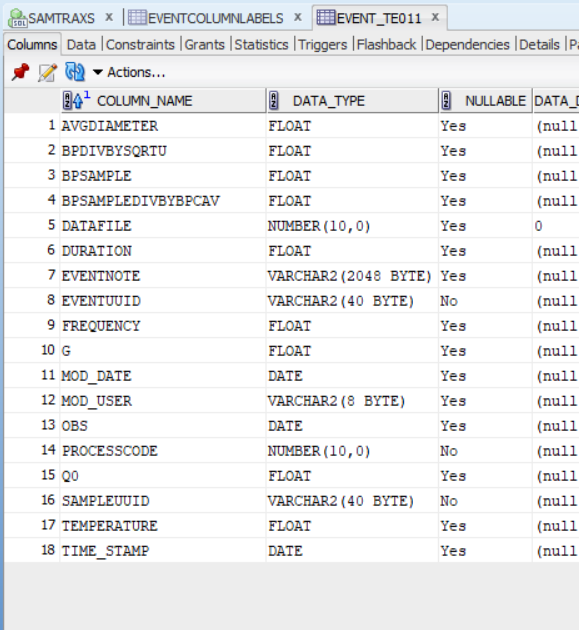 SAMTRAXS x EVENTCOLUMNLABELS x EVENT_TE011 x
Columns Data Constraints Grants Statistics Triggers Flashback Dependencies Details
Actions...
COLUMN_NAME DATA_TYPE NULLABLE
1 AVGDIAMETER FLOAT Yes (null
2 BPDIVBYSQRTU FLOAT Yes (null
3 BPSAMPLE FLOAT Yes (null
4 BPSAMPLEDIVBYBPCAV FLOAT Yes (null
5 DATAFILE NUMBER(10,0) Yes 0
6 DURATION FLOAT Yes (null
7 EVENTNOTE VARCHAR2(2048 BYTE) Yes (null
8 EVENTUUID VARCHAR2(40 BYTE) No (null
9 FREQUENCY FLOAT Yes (null
10 G FLOAT Yes (null
11 MOD_DATE DATE Yes (null
12 MOD_USER VARCHAR2(8 BYTE) Yes (null
13 OBS DATE Yes (null
14 PROCESSCODE NUMBER(10,0) No (null
15 Q0 FLOAT Yes (null
16 SAMPLEUUID VARCHAR2(40 BYTE) No (null
17 TEMPERATURE FLOAT Yes (null
18 TIME_STAMP DATE Yes (null